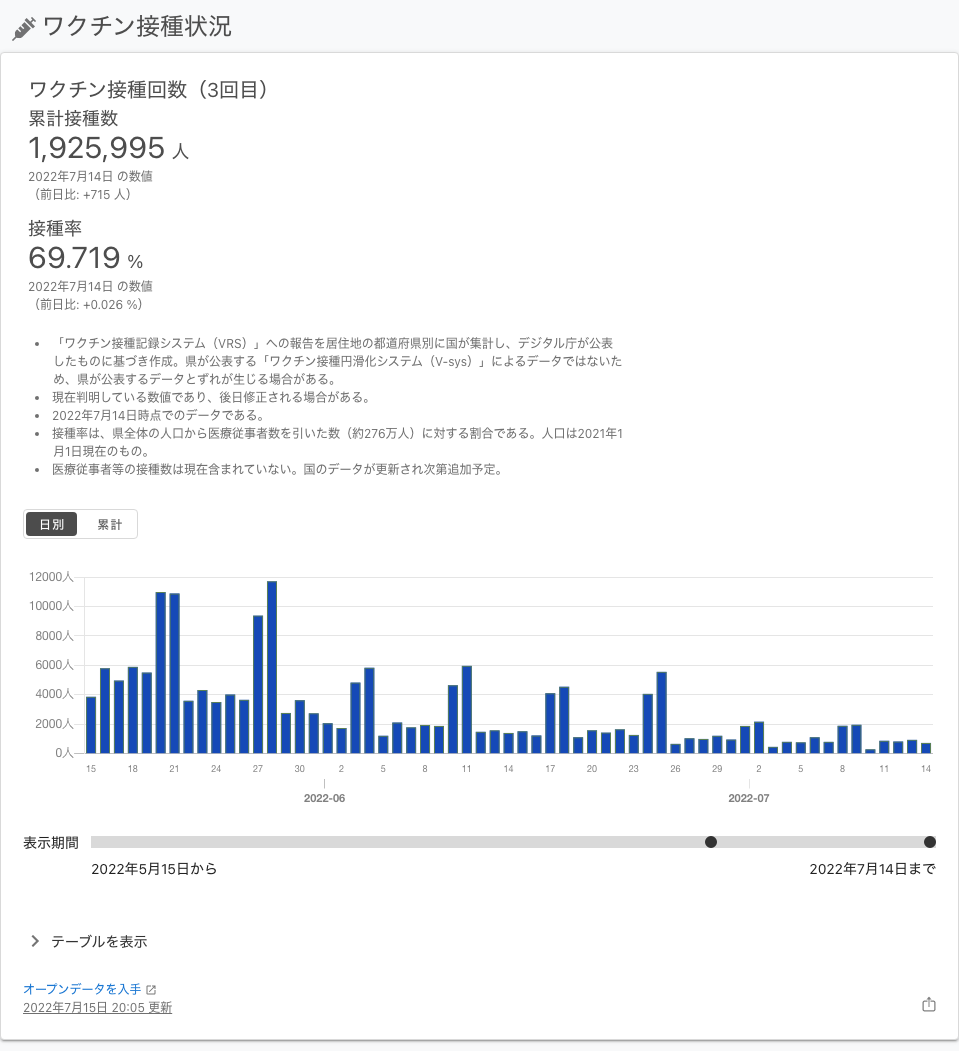 ワクチン接種状況
ワクチン接種回数（3回目）
累計接種数
1,925,995 人
2022年7月14日 の数値
（前日比: +715 人）
接種率
69.719 %
2022年7月14日 の数値
（前日比: +0.026 %）
• 「ワクチン接種記録システム（VRS）」への報告を居住地の都道府県別に国が集計し、デジタル庁が公表
したものに基づき作成。県が公表する「ワクチン接種円滑化システム（V-sys）」によるデータではないた
め、県が公表するデータとずれが生じる場合がある。
• 現在判明している数値であり、後日修正される場合がある。
• 2022年7月14日時点でのデータである。
• 接種率は、県全体の人口から医療従事者数を引いた数（約276万人）に対する割合である。人口は2021年1
月1日現在のもの。
• 医療従事者等の接種数は現在含まれていない。国のデータが更新され次第追加予定。
日別 累計
12000人
10000人
8000人
6000人
4000人
2000人
0人
15 18 21 24 27 30 2 5 8 11 14 17 20 23 26 29 2 5 8 11 14
2022-06 2022-07
表示期間
2022年5月15日から 2022年7月14日まで
テーブルを表示
オープンデータを入手
2022年7月15日 20:05 更新